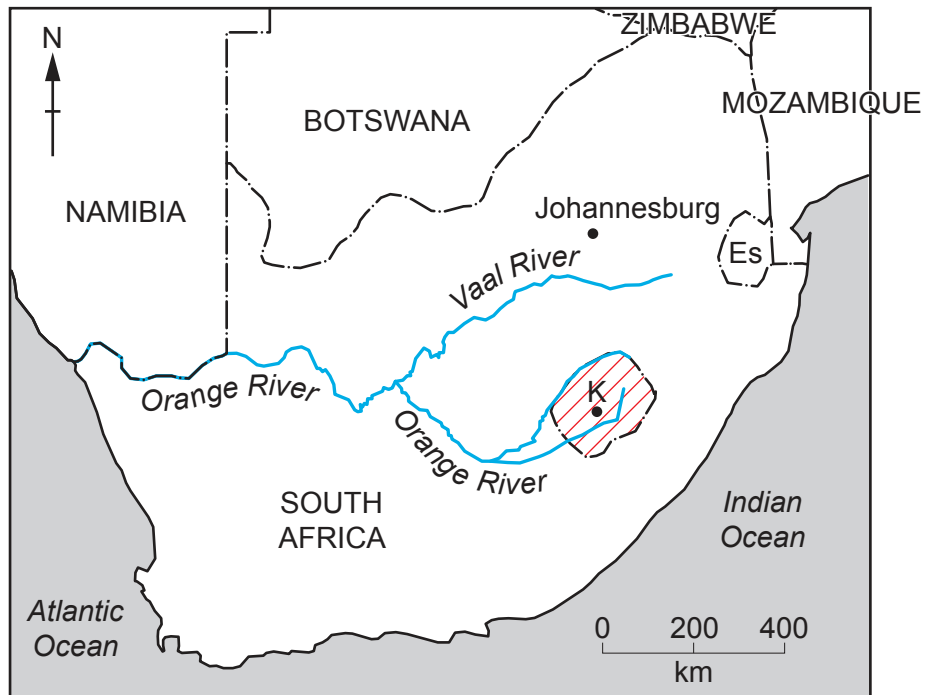 N
ZIMBABWE
MOZAMBIQUE
BOTSWANA
NAMIBIA
Johannesburg
Es
Vaal River
Orange River
K
Orange River
SOUTH
AFRICA
Indian
Ocean
Atlantic
Ocean
0 200 400
km